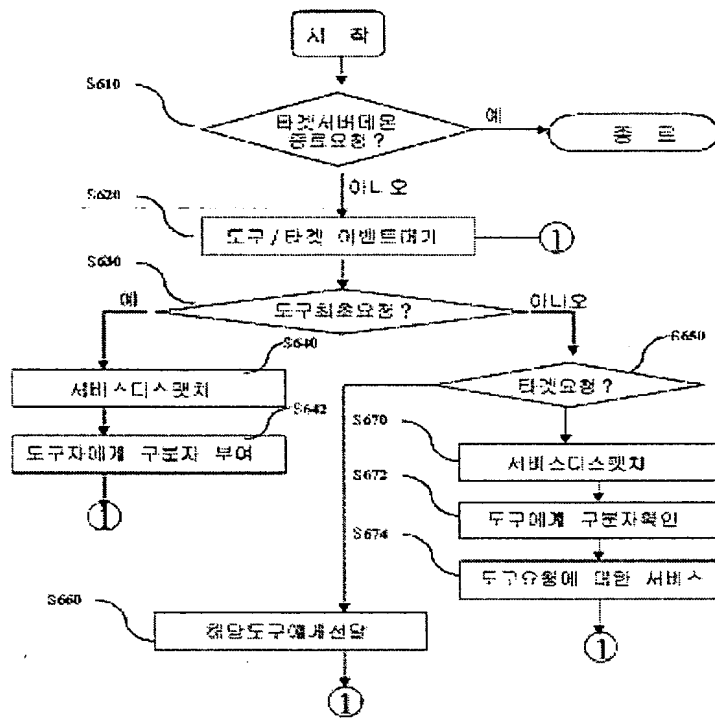 시 작
S610
타겟서버데몬
종료요청?
예
종 료
아니오
S620
도구/타겟 이벤트대기
1
S630
도구최초요청?
예
아니오
S640
S650
서비스디스팻치
타겟요청?
S642
도구자에게 구분자 부여
S670
서비스디스팻치
1
S672
도구에게 구분자확인
S674
도구요청에 대한 서비스
S660
해당도구에게전달
1
1